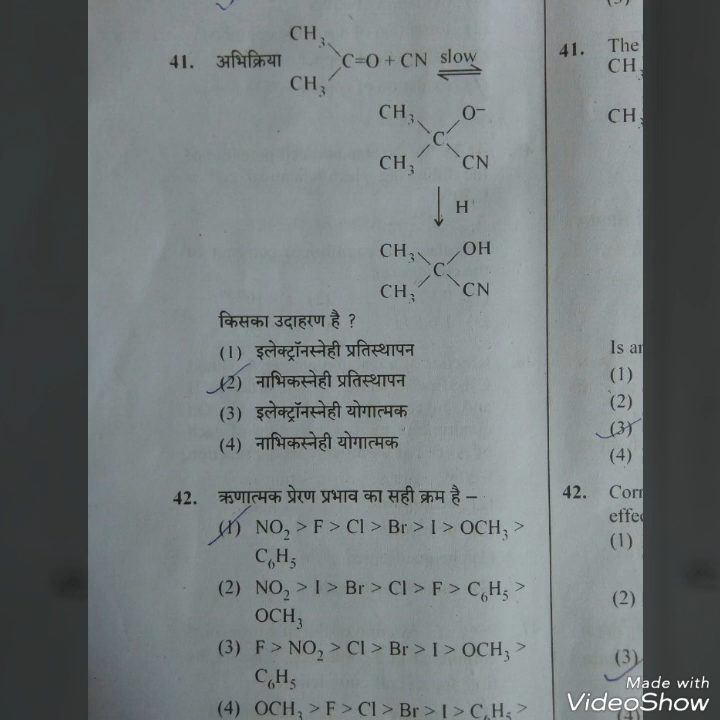 41. अभिक्रिया CH₃ CH₃ C=O + CN slow ⇌
CH₃ O⁻
C
CH₃ CN
↓ H⁺
CH₃ OH
C
CH₃ CN
किसका उदाहरण है ?
(1) इलेक्ट्रॉनस्नेही प्रतिस्थापन
(2) नाभिकस्नेही प्रतिस्थापन
(3) इलेक्ट्रॉनस्नेही योगात्मक
(4) नाभिकस्नेही योगात्मक
42. ऋणात्मक प्रेरण प्रभाव का सही क्रम है –
(1) NO₂ > F > Cl > Br > I > OCH₃ >
C₆H₅
(2) NO₂ > I > Br > Cl > F > C₆H₅ >
OCH₃
(3) F > NO₂ > Cl > Br > I > OCH₃ >
C₆H₅
(4) OCH₃ > F > Cl > Br > I > C₆H₅ >
41. The
CH₃
CH₃
Is
(1)
(2)
(3)
(4)
42.
(1)
(2)
(3)
Made with
VideoShow